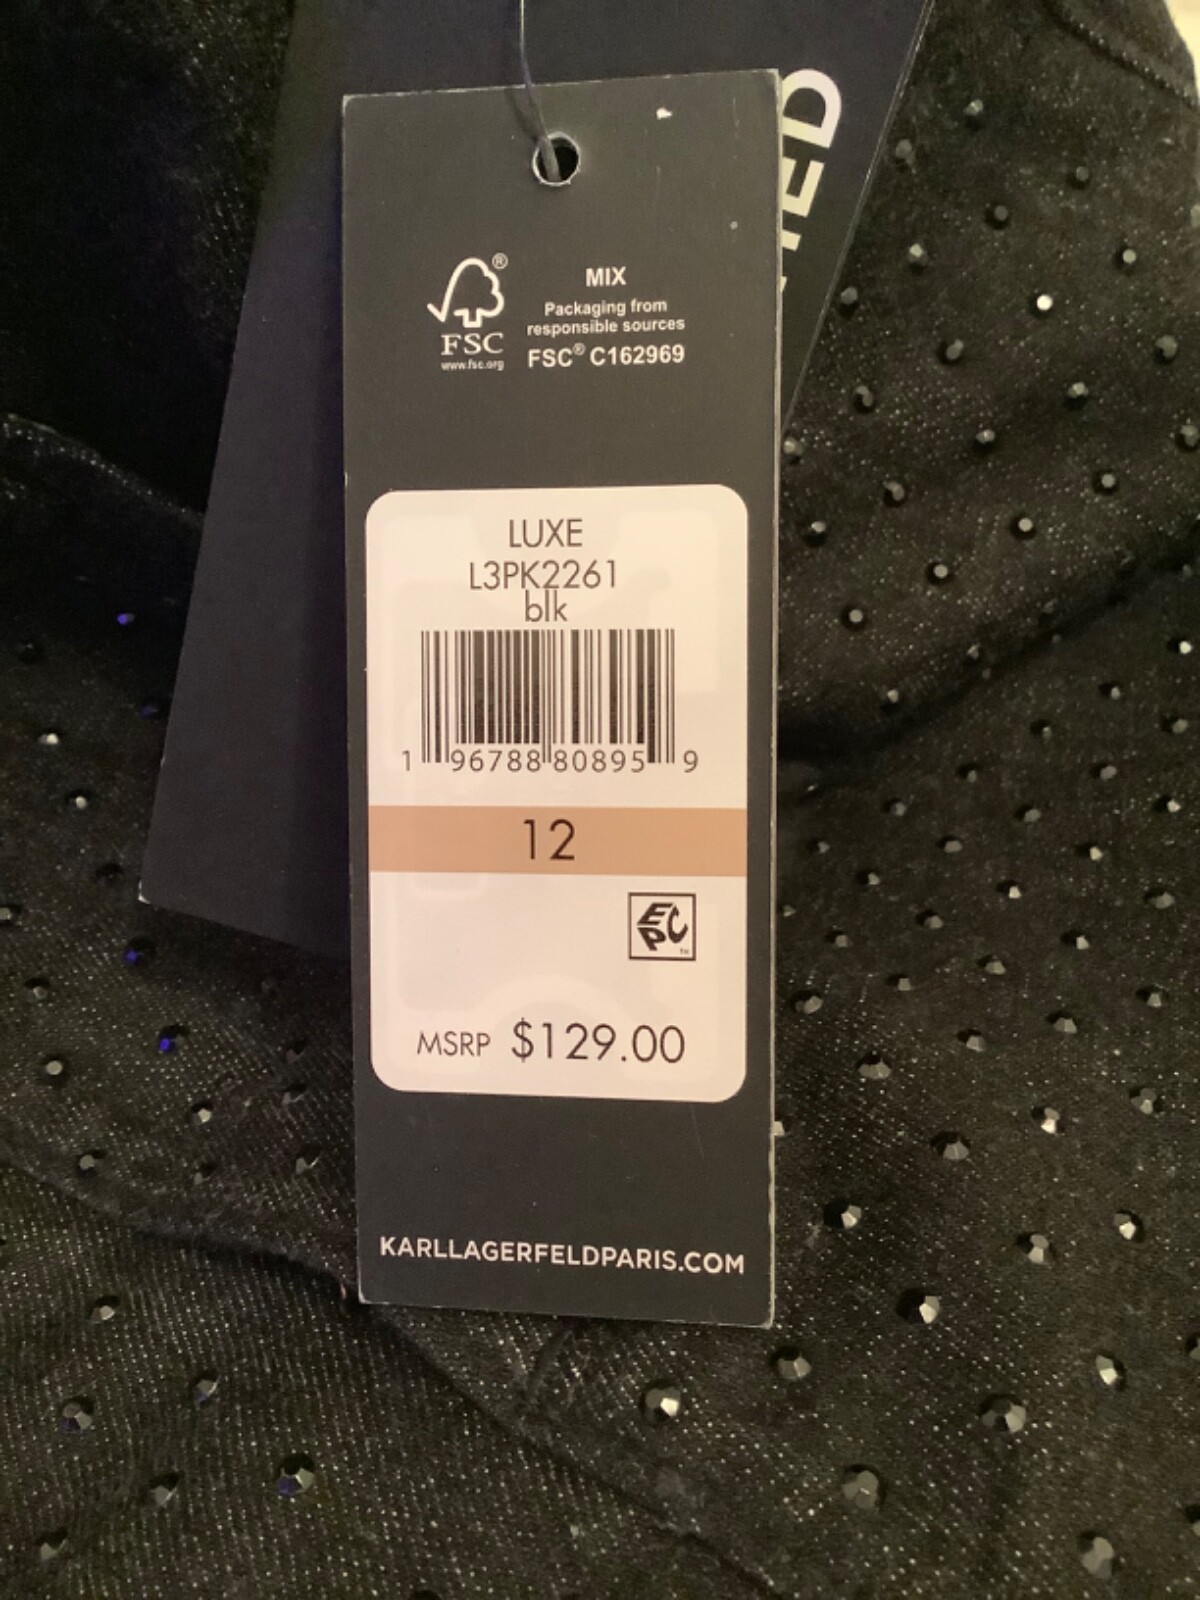 ®
FSC
www.fsc.org
MIX
Packaging from
responsible sources
FSC® C162969
LUXE
L3PK2261
blk
1 96788 80895 9
12
EPC
TM
MSRP $129.00
KARLLAGERFELDPARIS.COM